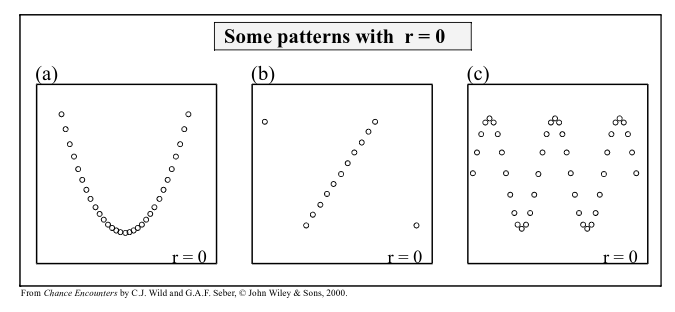 Some patterns with r = 0
(a)
(b)
(c)
r = 0
r = 0
r = 0
From Chance Encounters by C.J. Wild and G.A.F. Seber, © John Wiley & Sons, 2000.